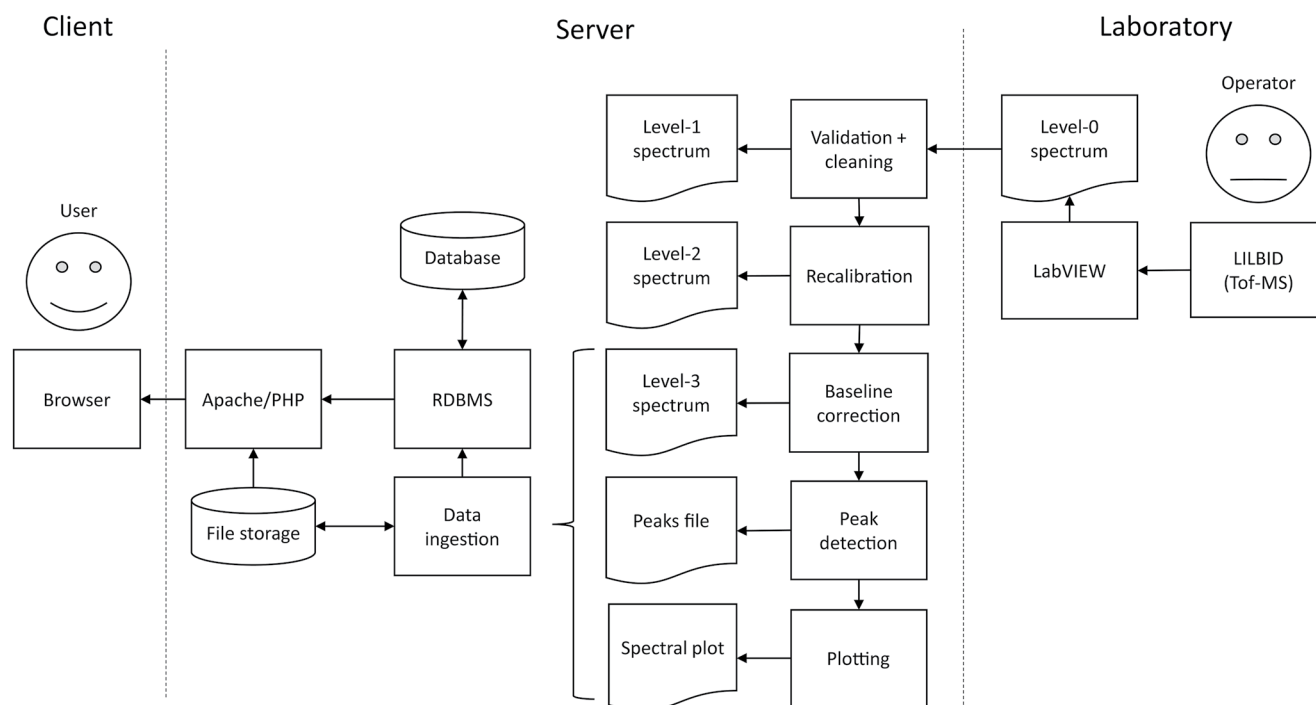 Client
Server
Laboratory
Operator
Level-1
spectrum
Validation +
cleaning
Level-0
spectrum
User
Database
Level-2
spectrum
Recalibration
LabVIEW
LILBID
(Tof-MS)
Browser
Apache/PHP
RDBMS
Level-3
spectrum
Baseline
correction
File storage
Data
ingestion
Peaks file
Peak
detection
Spectral plot
Plotting